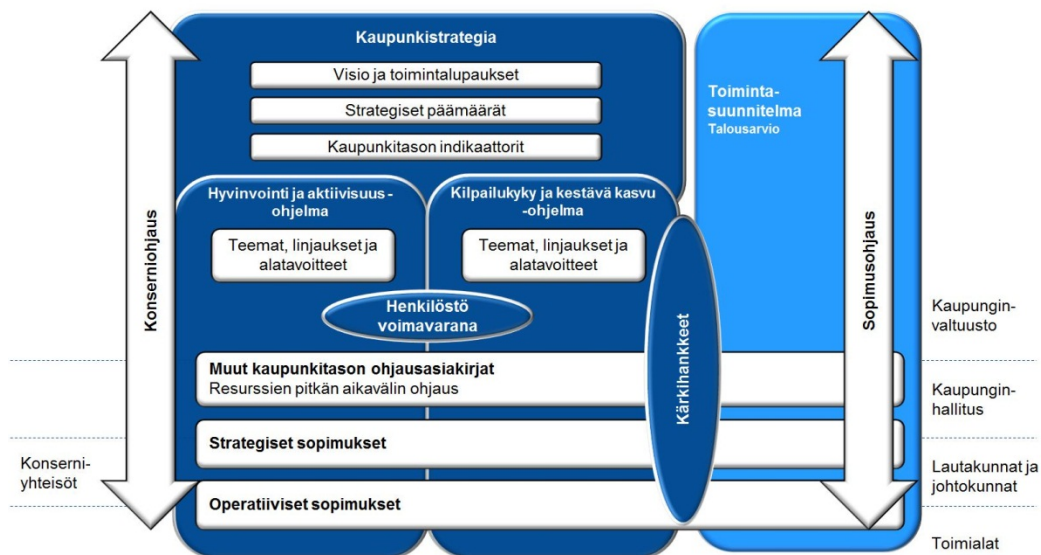 Kaupunkistrategia
Visio ja toimintalupaukset
Strategiset päämäärät
Kaupunkitason indikaattorit
Toiminta-
suunnitelma
Talousarvio
Hyvinvointi ja aktiivisuus -
ohjelma
Kilpailukyky ja kestävä kasvu
-ohjelma
Teemat, linjaukset ja
alatavoitteet
Teemat, linjaukset ja
alatavoitteet
Henkilöstö
voimavarana
Konserniohjaus
Kärkihankkeet
Sopimusohjaus
Muut kaupunkitason ohjausasiakirjat
Resurssien pitkän aikavälin ohjaus
Strategiset sopimukset
Operatiiviset sopimukset
Konserni-
yhteisöt
Kaupungin-
valtuusto
Kaupungin-
hallitus
Lautakunnat ja
johtokunnat
Toimialat